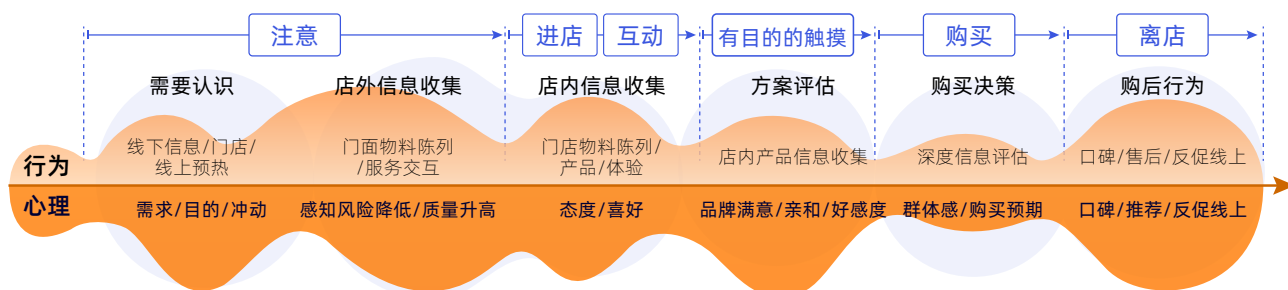 注意
进店
互动
有目的的触摸
购买
离店
需要认识
店外信息收集
店内信息收集
方案评估
购买决策
购后行为
行为
线下信息/门店/
线上预热
门面物料陈列
/服务交互
门店物料陈列/
产品/体验
店内产品信息收集
深度信息评估
口碑/售后/反促线上
心理
需求/目的/冲动
感知风险降低/质量升高
态度/喜好
品牌满意/亲和/好感度
群体感/购买预期
口碑/推荐/反促线上